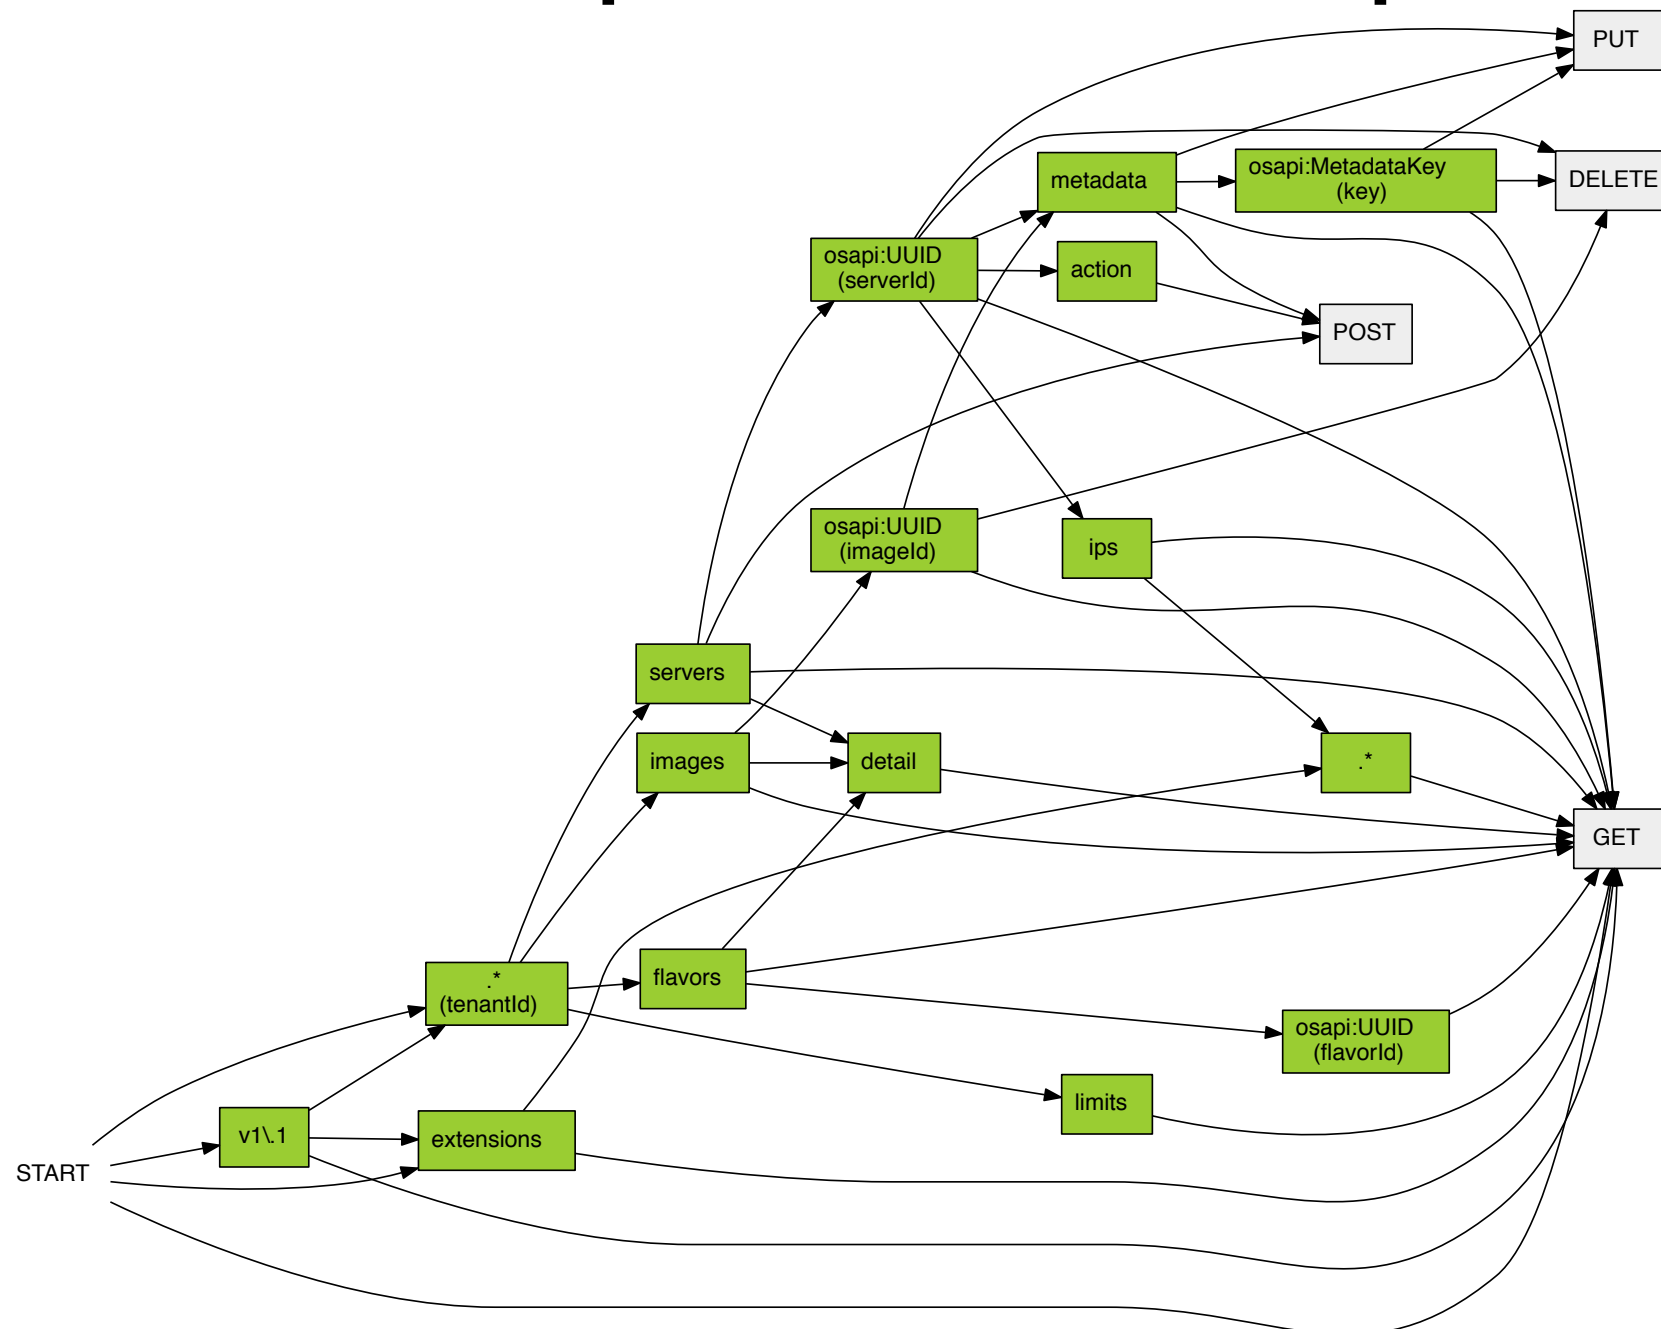 PUT
DELETE
metadata
osapi:MetadataKey
(key)
osapi:UUID
(serverId)
action
POST
osapi:UUID
(imageId)
ips
servers
images
detail
.*
GET
.*
(tenantId)
flavors
osapi:UUID
(flavorId)
limits
v1\.1
extensions
START